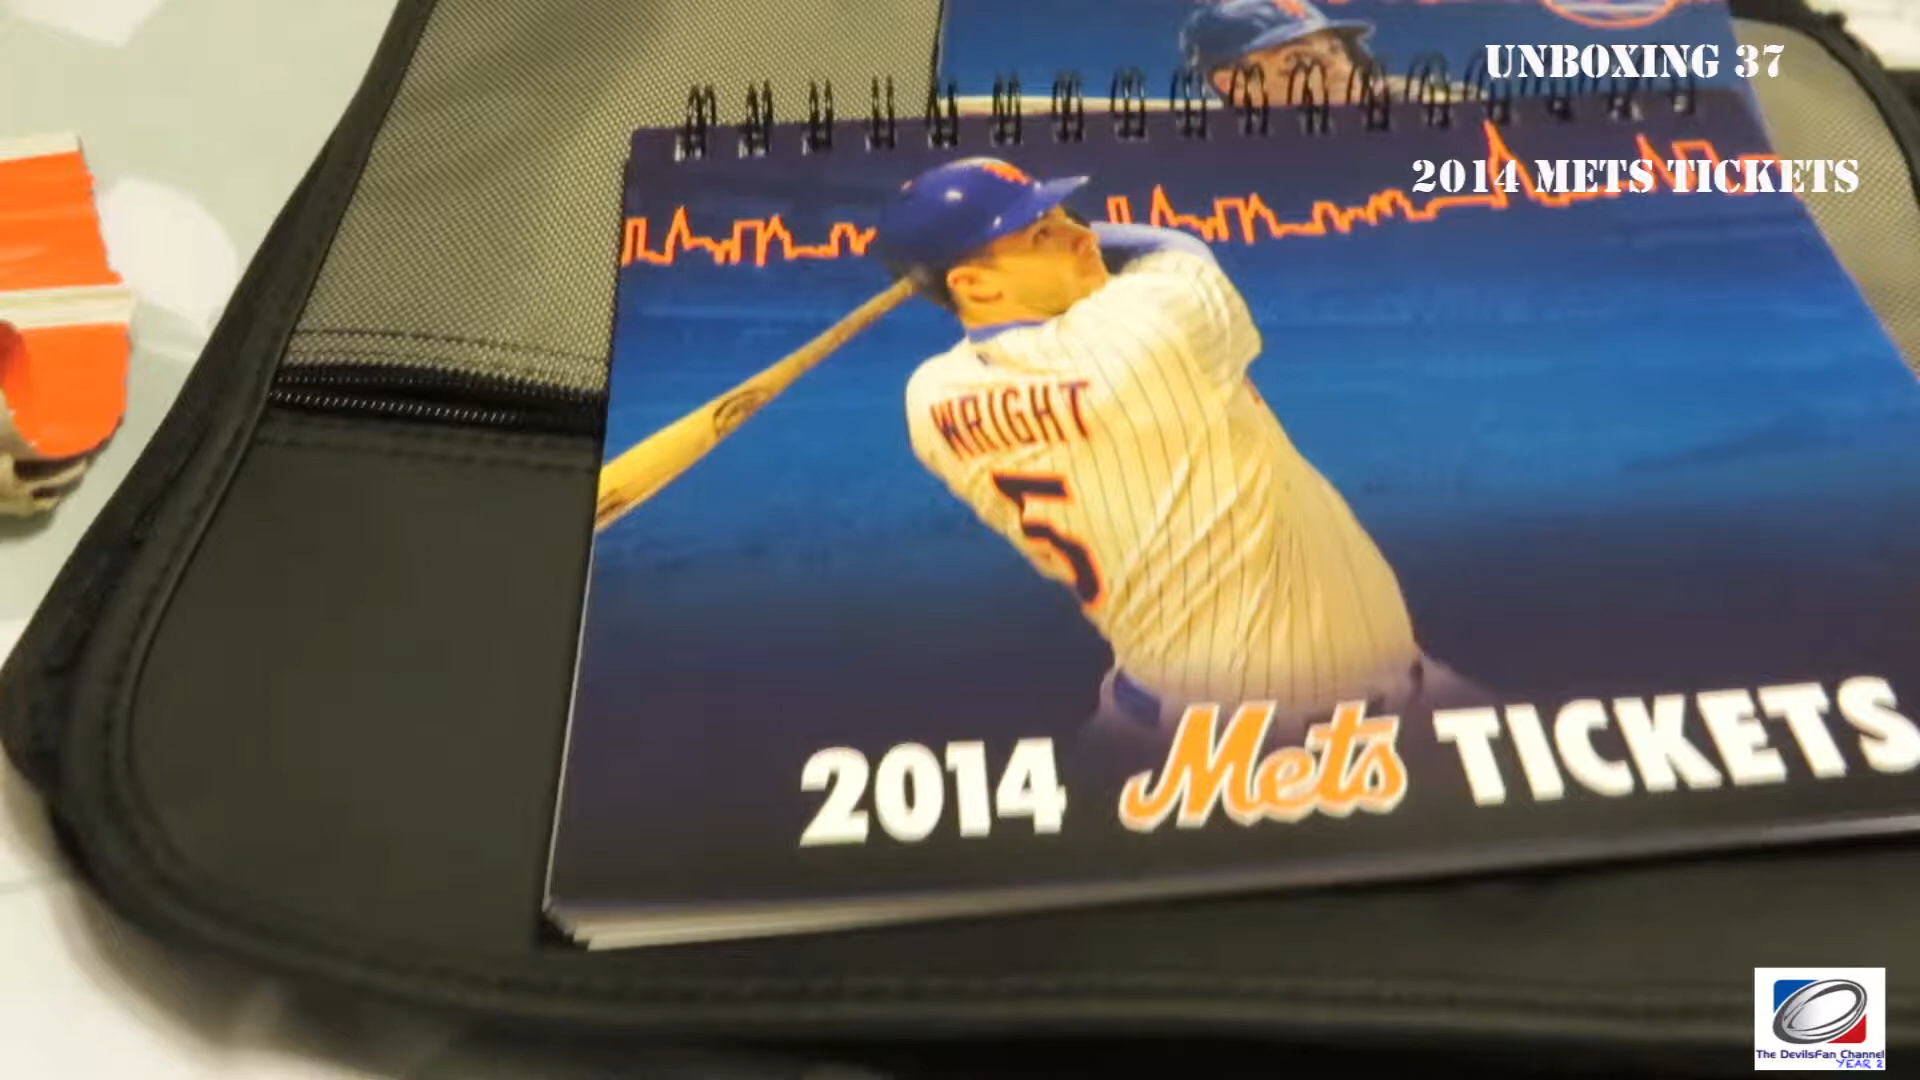 UNBOXING 37
2014 METS TICKETS
WRIGHT
5
2014 Mets TICKETS
The DevilsFan Channel
YEAR 2